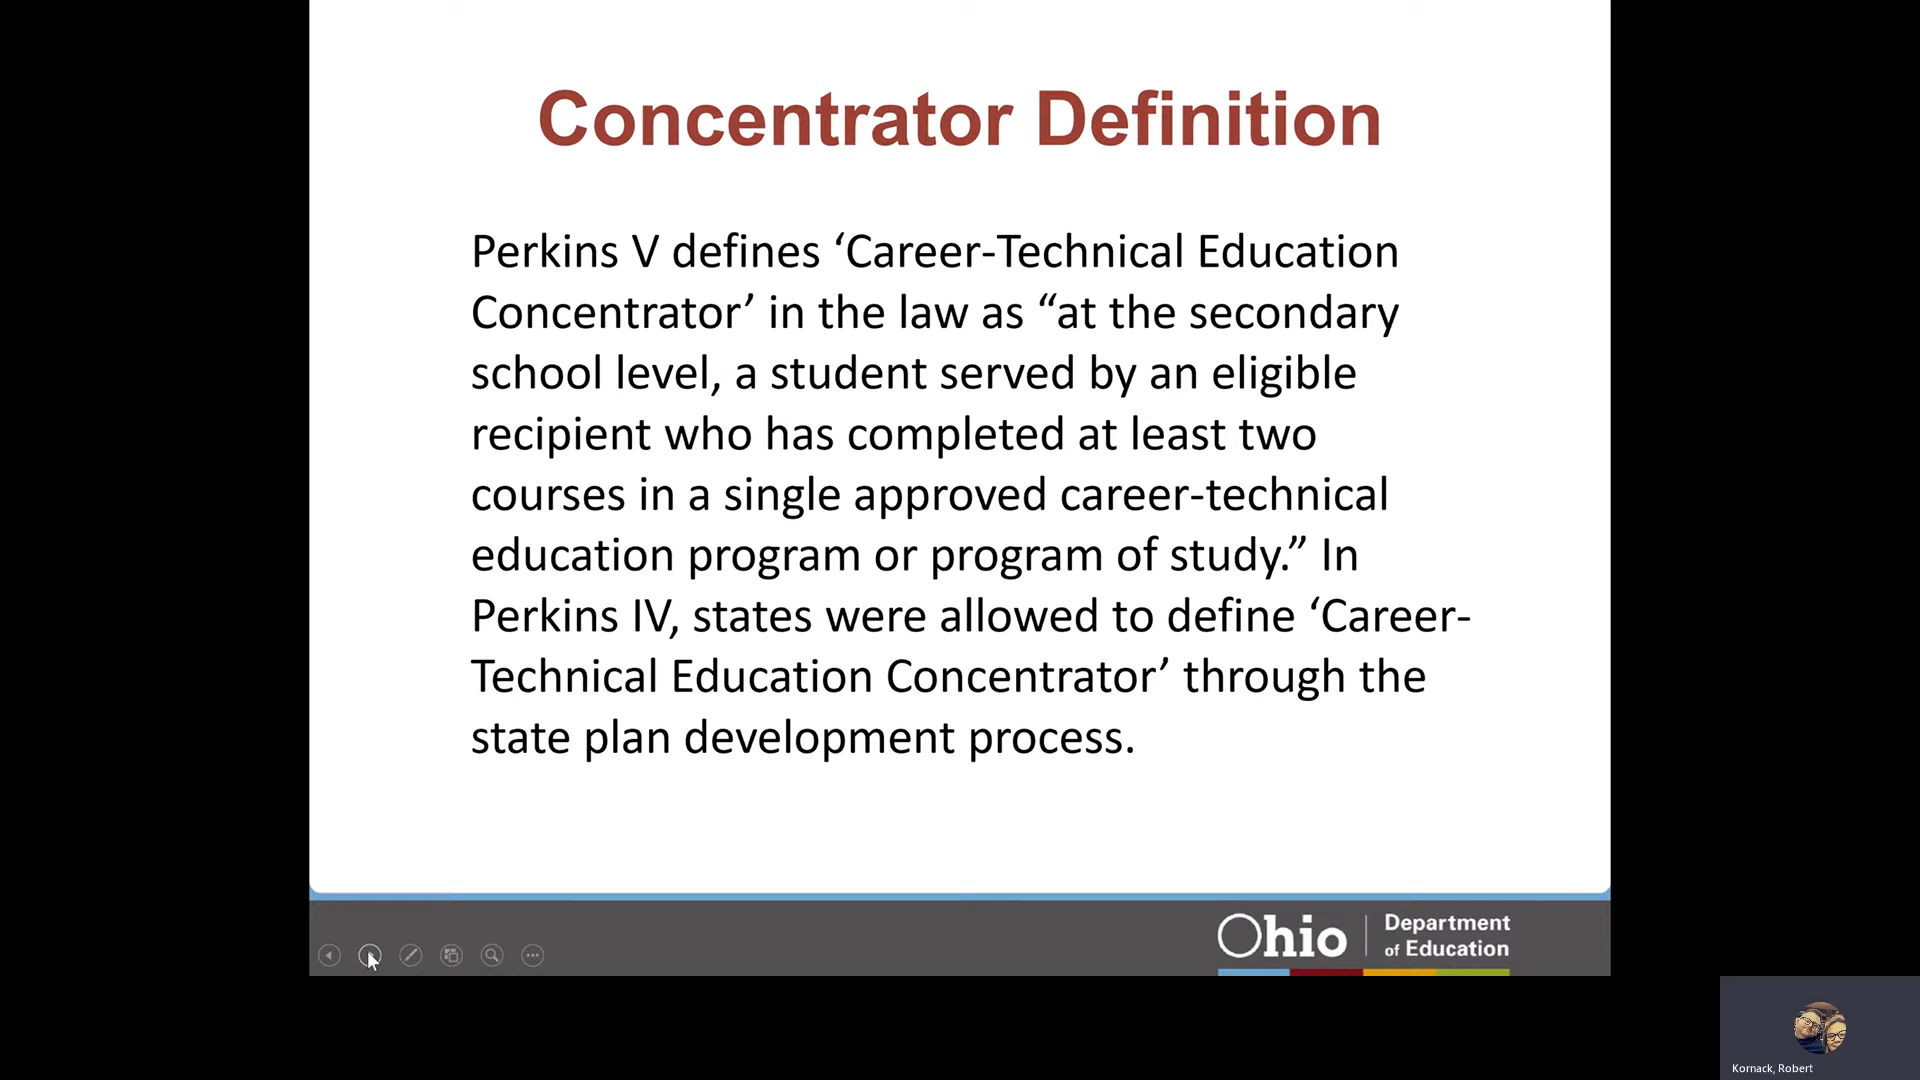 Concentrator Definition
Perkins V defines ‘Career-Technical Education
Concentrator’ in the law as “at the secondary
school level, a student served by an eligible
recipient who has completed at least two
courses in a single approved career-technical
education program or program of study.” In
Perkins IV, states were allowed to define ‘Career-
Technical Education Concentrator’ through the
state plan development process.
Ohio
Department
of Education
Kornack, Robert